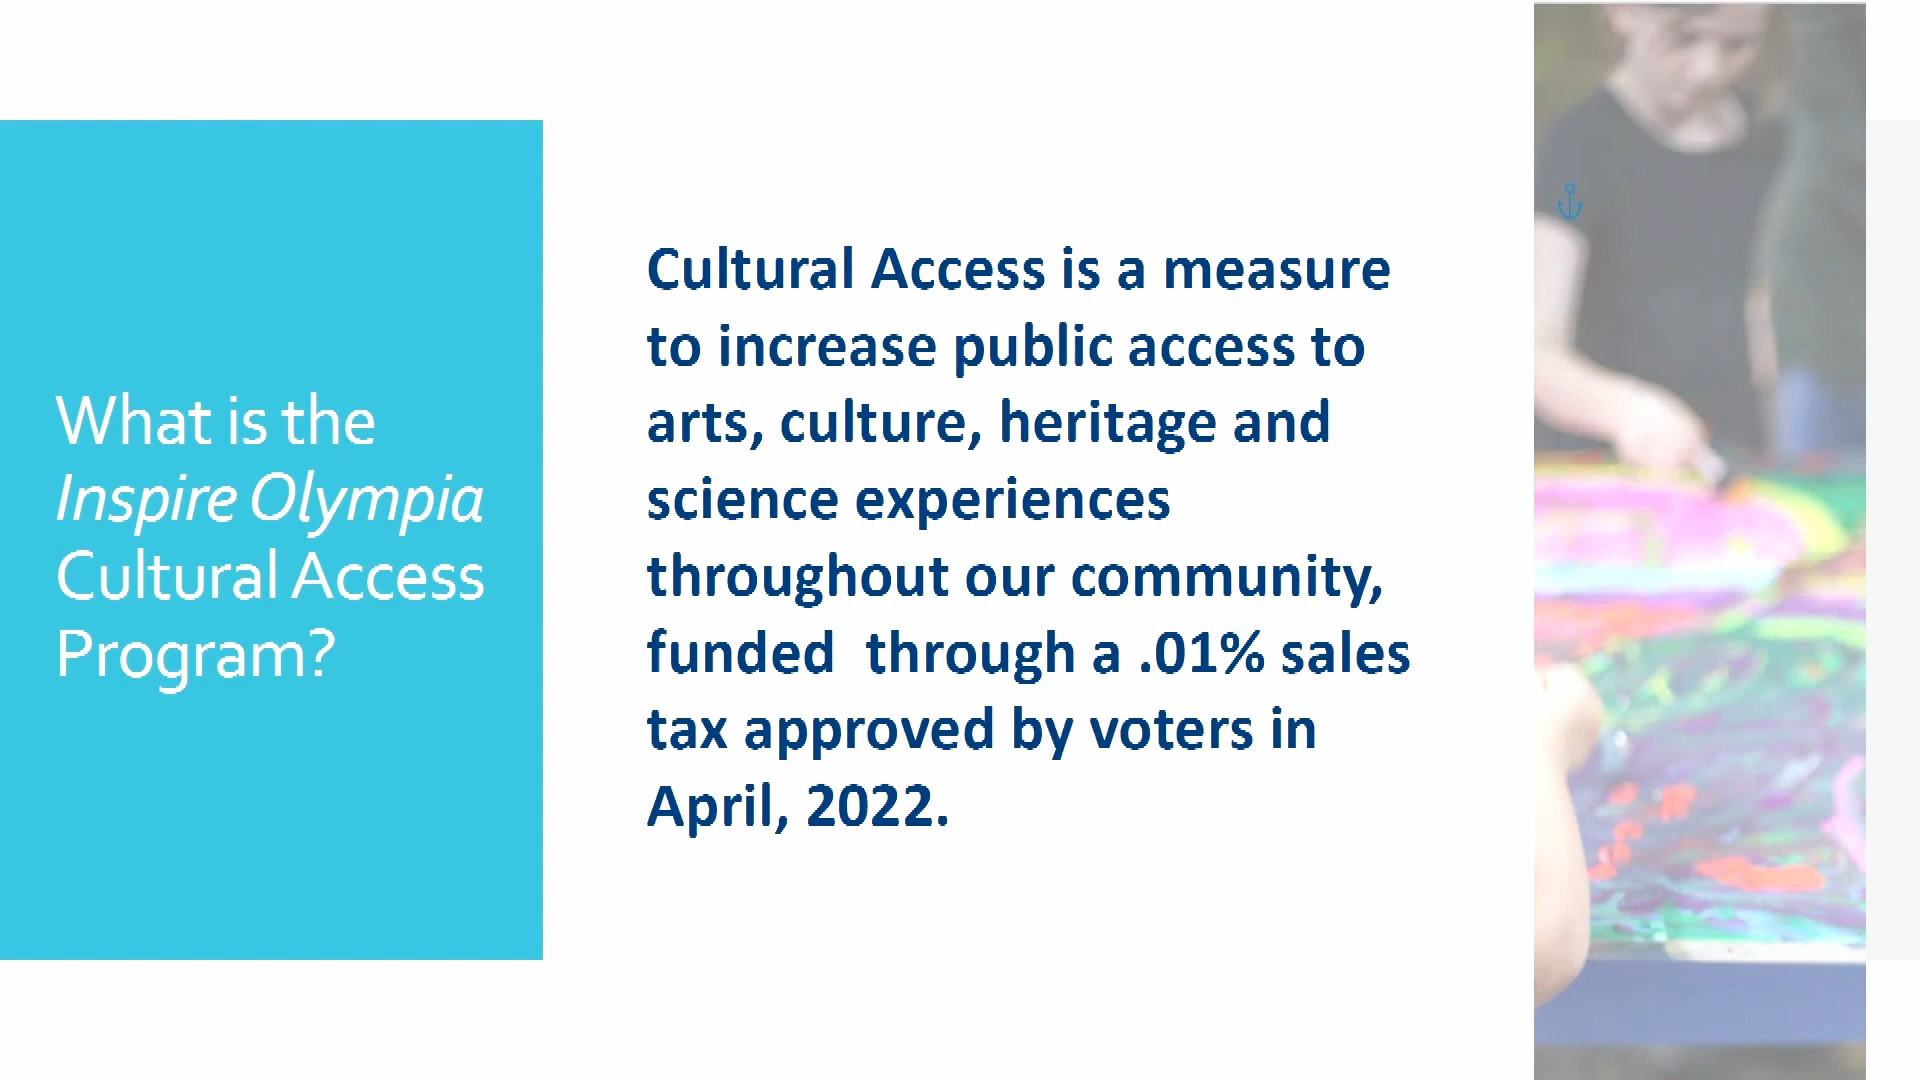 What is the
Inspire Olympia
Cultural Access
Program?
Cultural Access is a measure
to increase public access to
arts, culture, heritage and
science experiences
throughout our community,
funded  through a .01% sales
tax approved by voters in
April, 2022.